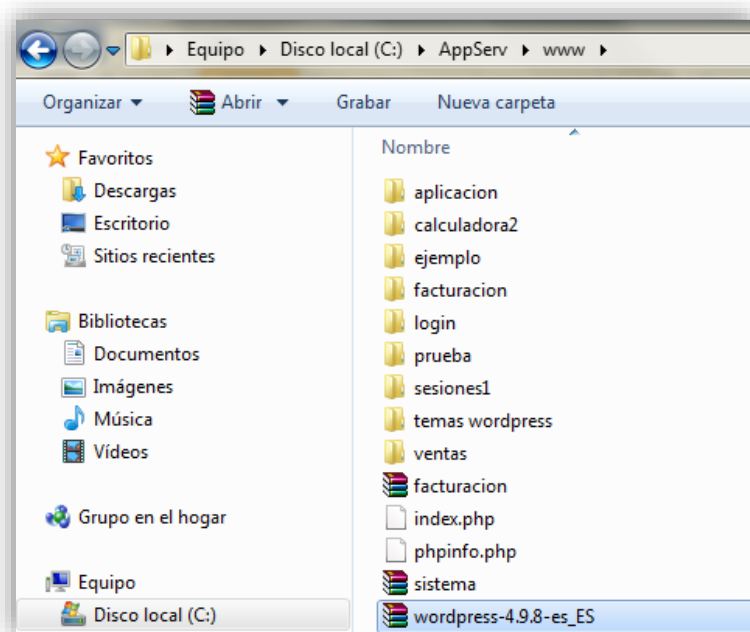 Equipo ▸ Disco local (C:) ▸ AppServ ▸ www ▸
Organizar Abrir Grabar Nueva carpeta
Favoritos
Descargas
Escritorio
Sitios recientes
Bibliotecas
Documentos
Imágenes
Música
Vídeos
Grupo en el hogar
Equipo
Disco local (C:)
Nombre
aplicacion
calculadora2
ejemplo
facturacion
login
prueba
sesiones1
temas wordpress
ventas
facturacion
index.php
phpinfo.php
sistema
wordpress-4.9.8-es_ES